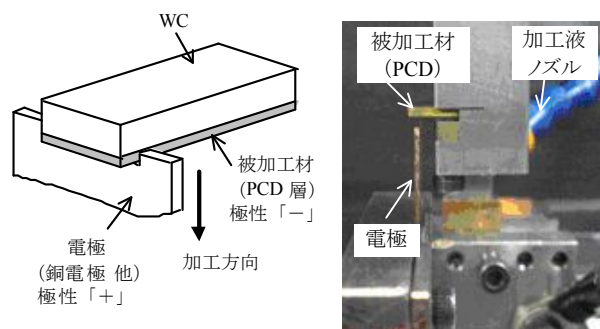 WC
被加工材
(PCD 層)
極性「−」
電極
(銅電極 他)
極性「+」
加工方向
被加工材
(PCD)
加工液
ノズル
電極